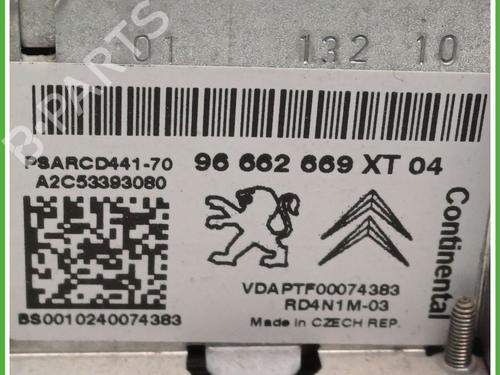 01 132 10
PSARCD441-70 96 662 669 XT 04
A2C53393080
Continental
VDAPTF00074383
RD4N1M-03
BS0010240074383
Made in CZECH REP.
B-PARTS